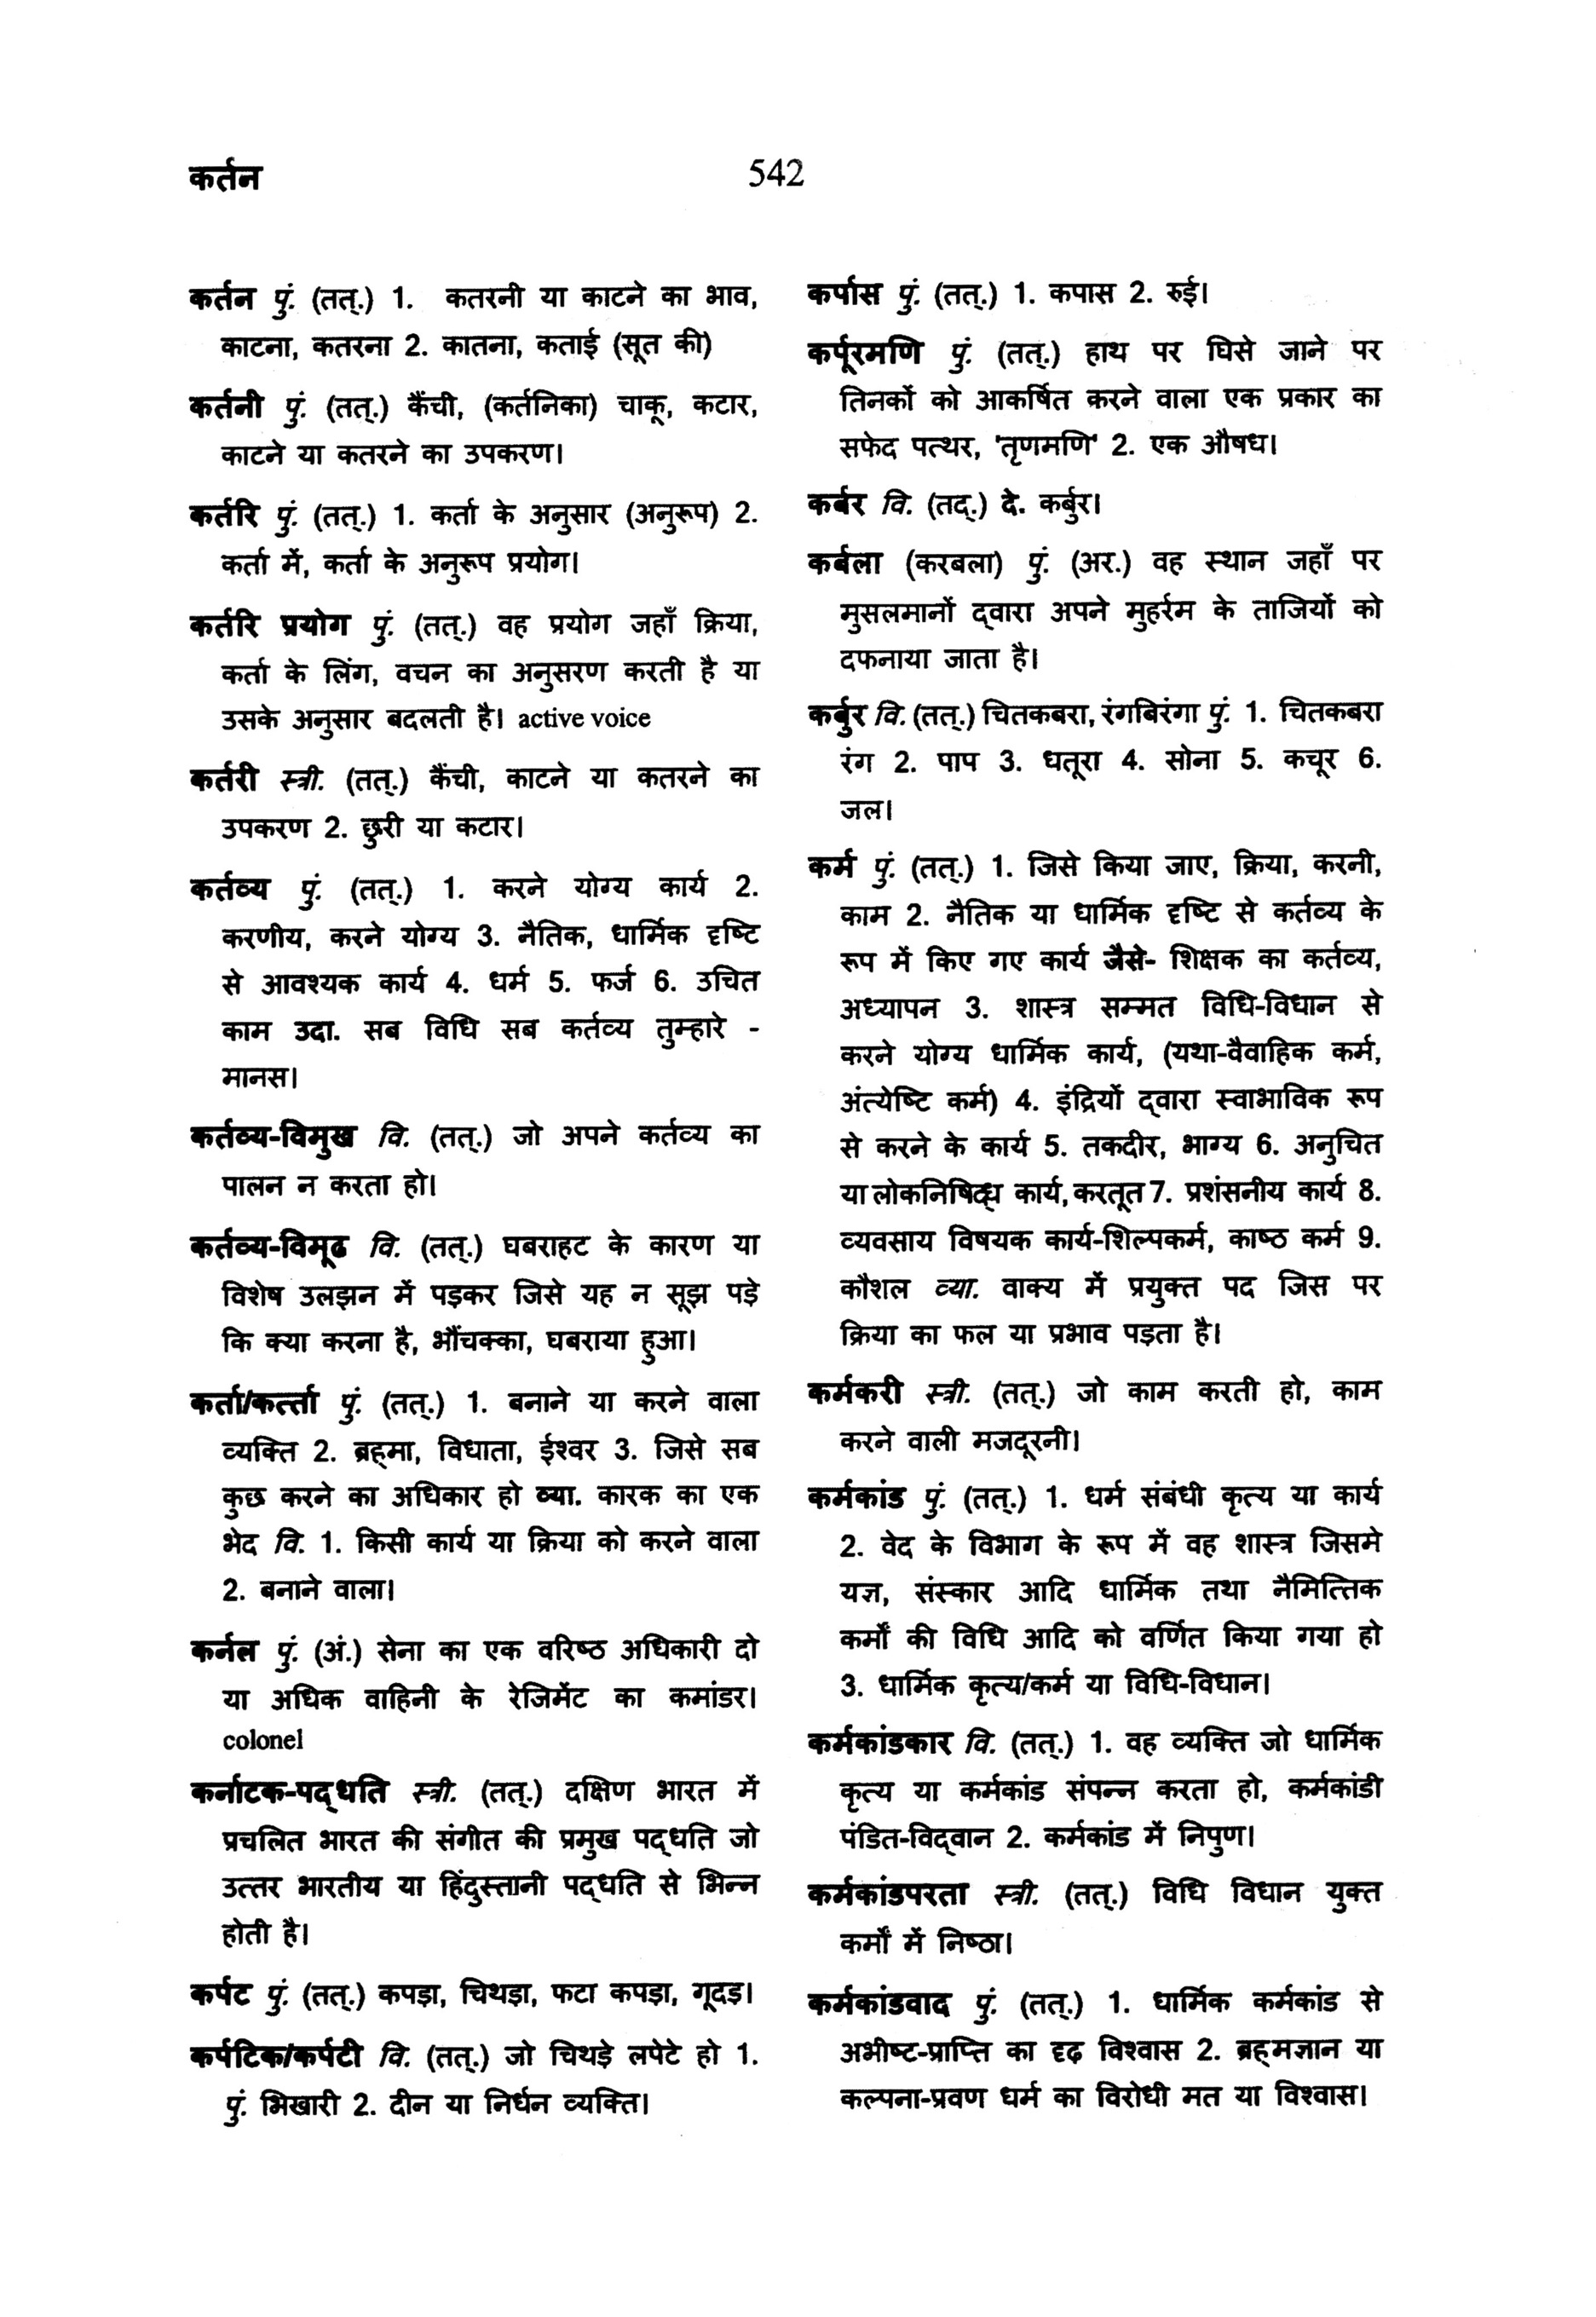 कर्तन
542
कर्तन पुं. (तत्.) 1. कतरनी या काटने का भाव,
काटना, कतरना 2. कातना, कताई (सूत की)
कर्तनी पुं. (तत्.) कैंची, (कर्तनिका) चाकू, कटार,
काटने या कतरने का उपकरण।
कर्तरि पुं. (तत्.) 1. कर्ता के अनुसार (अनुरूप) 2.
कर्ता में, कर्ता के अनुरूप प्रयोग।
कर्तरि प्रयोग पुं. (तत्.) वह प्रयोग जहाँ क्रिया,
कर्ता के लिंग, वचन का अनुसरण करती है या
उसके अनुसार बदलती है। active voice
कर्तरी स्त्री. (तत्.) कैंची, काटने या कतरने का
उपकरण 2. छुरी या कटार।
कर्तव्य पुं. (तत्.) 1. करने योग्य कार्य 2.
करणीय, करने योग्य 3. नैतिक, धार्मिक दृष्टि
से आवश्यक कार्य 4. धर्म 5. फर्ज 6. उचित
काम उदा. सब विधि सब कर्तव्य तुम्हारे -
मानस।
कर्तव्य-विमुख वि. (तत्.) जो अपने कर्तव्य का
पालन न करता हो।
कर्तव्य-विमूढ वि. (तत्.) घबराहट के कारण या
विशेष उलझन में पड़कर जिसे यह न सूझ पड़े
कि क्या करना है, भौंचक्का, घबराया हुआ।
कर्ता/कर्त्ता पुं. (तत्.) 1. बनाने या करने वाला
व्यक्ति 2. ब्रह्मा, विधाता, ईश्वर 3. जिसे सब
कुछ करने का अधिकार हो व्या. कारक का एक
भेद वि. 1. किसी कार्य या क्रिया को करने वाला
2. बनाने वाला।
कर्नल पुं. (अं.) सेना का एक वरिष्ठ अधिकारी दो
या अधिक वाहिनी के रेजिमेंट का कमांडर।
colonel
कर्नाटक-पद्धति स्त्री. (तत्.) दक्षिण भारत में
प्रचलित भारत की संगीत की प्रमुख पद्धति जो
उत्तर भारतीय या हिंदुस्तानी पद्धति से भिन्न
होती है।
कर्पट पुं. (तत्.) कपड़ा, चिथड़ा, फटा कपड़ा, गूदड़।
कर्पटिक/कर्पटी वि. (तत्.) जो चिथड़े लपेटे हो 1.
पुं. भिखारी 2. दीन या निर्धन व्यक्ति।
कर्पास पुं. (तत्.) 1. कपास 2. रुई।
कर्पूरमणि पुं. (तत्.) हाथ पर घिसे जाने पर
तिनकों को आकर्षित करने वाला एक प्रकार का
सफेद पत्थर, 'तृणमणि' 2. एक औषध।
कर्बर वि. (तद्.) दे. कर्बुर।
कर्बला (करबला) पुं. (अर.) वह स्थान जहाँ पर
मुसलमानों द्वारा अपने मुहर्रम के ताजियों को
दफनाया जाता है।
कर्बुर वि. (तत्.) चितकबरा, रंगबिरंगा पुं. 1. चितकबरा
रंग 2. पाप 3. धतूरा 4. सोना 5. कचूर 6.
जल।
कर्म पुं. (तत्.) 1. जिसे किया जाए, क्रिया, करनी,
काम 2. नैतिक या धार्मिक दृष्टि से कर्तव्य के
रूप में किए गए कार्य जैसे- शिक्षक का कर्तव्य,
अध्यापन 3. शास्त्र सम्मत विधि-विधान से
करने योग्य धार्मिक कार्य, (यथा-वैवाहिक कर्म,
अंत्येष्टि कर्म) 4. इंद्रियों द्वारा स्वाभाविक रूप
से करने के कार्य 5. तकदीर, भाग्य 6. अनुचित
या लोकनिषिद्ध कार्य, करतूत 7. प्रशंसनीय कार्य 8.
व्यवसाय विषयक कार्य-शिल्पकर्म, काष्ठ कर्म 9.
कौशल व्या. वाक्य में प्रयुक्त पद जिस पर
क्रिया का फल या प्रभाव पड़ता है।
कर्मकरी स्त्री. (तत्.) जो काम करती हो, काम
करने वाली मजदूरनी।
कर्मकांड पुं. (तत्.) 1. धर्म संबंधी कृत्य या कार्य
2. वेद के विभाग के रूप में वह शास्त्र जिसमे
यज्ञ, संस्कार आदि धार्मिक तथा नैमित्तिक
कर्मों की विधि आदि को वर्णित किया गया हो
3. धार्मिक कृत्य/कर्म या विधि-विधान।
कर्मकांडकार वि. (तत्.) 1. वह व्यक्ति जो धार्मिक
कृत्य या कर्मकांड संपन्न करता हो, कर्मकांडी
पंडित-विद्वान 2. कर्मकांड में निपुण।
कर्मकांडपरता स्त्री. (तत्.) विधि विधान युक्त
कर्मों में निष्ठा।
कर्मकांडवाद पुं. (तत्.) 1. धार्मिक कर्मकांड से
अभीष्ट-प्राप्ति का दृढ़ विश्वास 2. ब्रह्मज्ञान या
कल्पना-प्रवण धर्म का विरोधी मत या विश्वास।